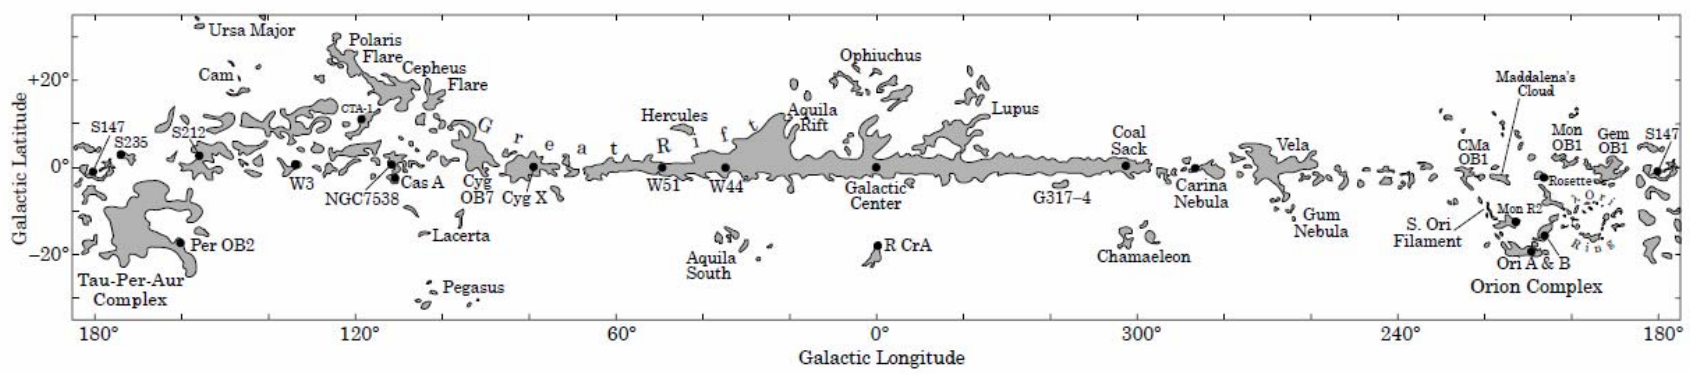 Ursa Major
Polaris
Flare
Cepheus
Flare
Cam
Ophiuchus
Maddalena's
Cloud
+20°
CTA-1
Hercules
Aquila
Rift
Lupus
S147
S235
S212
Great Rift
Coal
Sack
Vela
CMa
OB1
Mon
OB1
Gem
OB1
S147
0°
W3
NGC7538
Cas A
Cyg
OB7
Cyg X
W51
W44
Galactic
Center
G317–4
Carina
Nebula
Rosette
Mon R2
λ Ori
Ring
S. Ori
Filament
Gum
Nebula
Per OB2
Lacerta
Aquila
South
R CrA
Chamaeleon
–20°
Ori A & B
Orion Complex
Tau-Per-Aur
Complex
Pegasus
Galactic Latitude
180°
120°
60°
0°
300°
240°
180°
Galactic Longitude